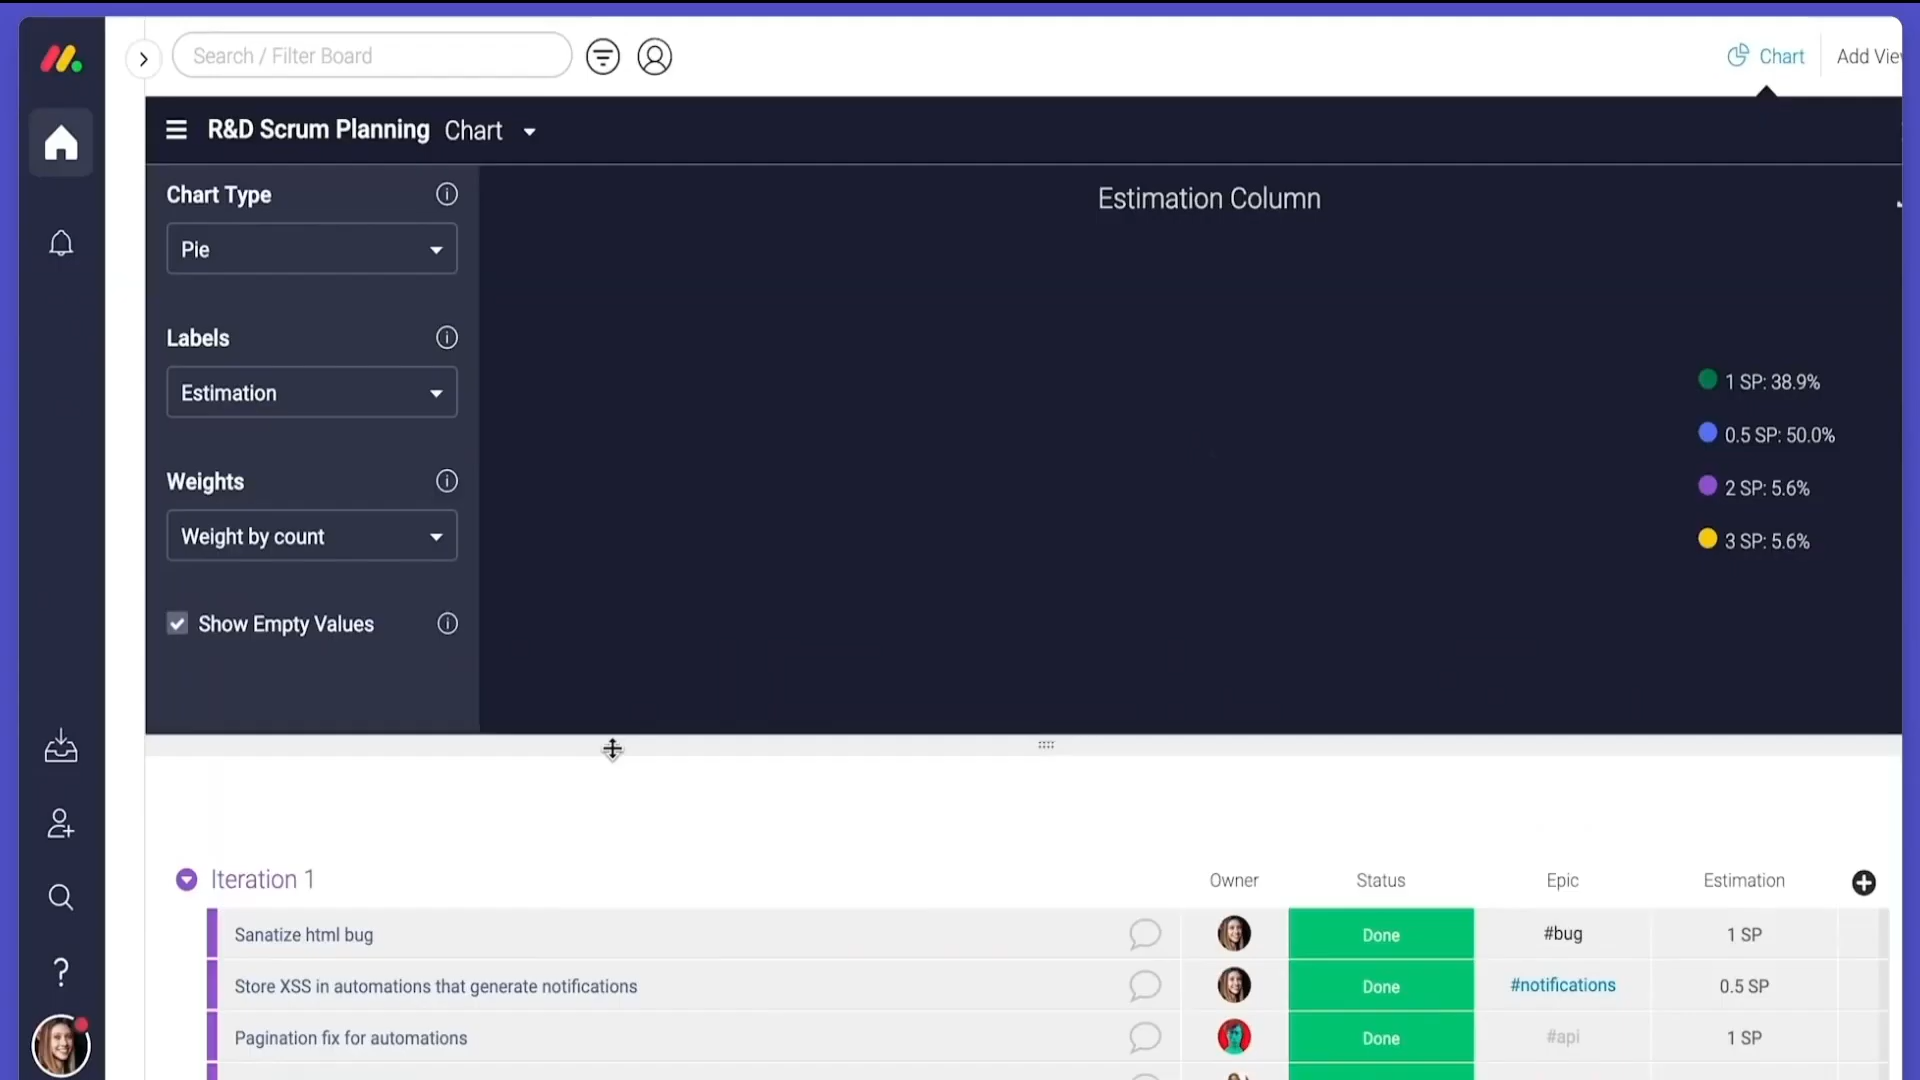 Search / Filter Board
Chart
Add Vie
R&D Scrum Planning Chart
Chart Type
Pie
Labels
Estimation
Weights
Weight by count
Show Empty Values
Estimation Column
1 SP: 38.9%
0.5 SP: 50.0%
2 SP: 5.6%
3 SP: 5.6%
Iteration 1 Owner Status Epic Estimation
Sanatize html bug Done #bug 1 SP
Store XSS in automations that generate notifications Done #notifications 0.5 SP
Pagination fix for automations Done #api 1 SP